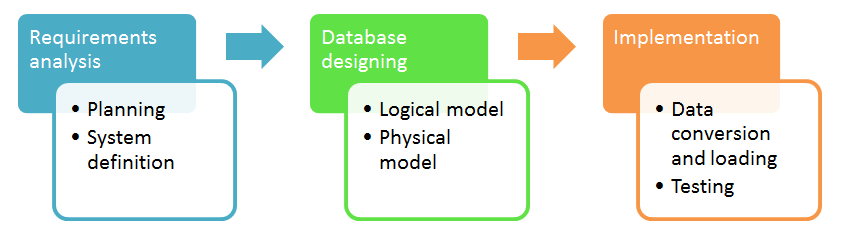 Requirements
analysis
• Planning
• System
definition
Database
designing
• Logical model
• Physical
model
Implementation
• Data
conversion
and loading
• Testing